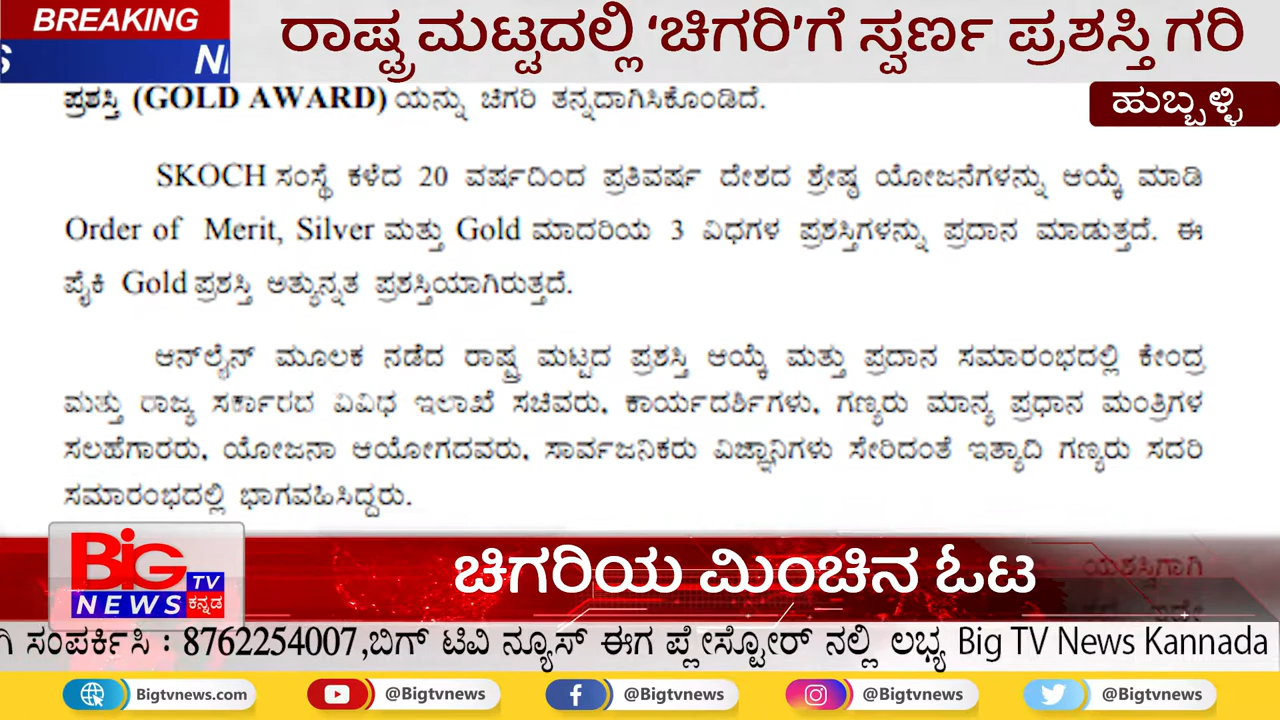 BREAKING
NEWS
ರಾಷ್ಟ್ರ ಮಟ್ಟದಲ್ಲಿ ‘ಚಿಗರಿ’ಗೆ ಸ್ವರ್ಣ ಪ್ರಶಸ್ತಿ ಗರಿ
ಪ್ರಶಸ್ತಿ (GOLD AWARD) ಯನ್ನು ಚಿಗರಿ ತನ್ನದಾಗಿಸಿಕೊಂಡಿದೆ.
ಹುಬ್ಬಳ್ಳಿ
SKOCH ಸಂಸ್ಥೆ ಕಳೆದ 20 ವರ್ಷದಿಂದ ಪ್ರತಿವರ್ಷ ದೇಶದ ಶ್ರೇಷ್ಠ ಯೋಜನೆಗಳನ್ನು ಆಯ್ಕೆ ಮಾಡಿ
Order of Merit, Silver ಮತ್ತು Gold ಮಾದರಿಯ 3 ವಿಧಗಳ ಪ್ರಶಸ್ತಿಗಳನ್ನು ಪ್ರದಾನ ಮಾಡುತ್ತದೆ. ಈ
ಪೈಕಿ Gold ಪ್ರಶಸ್ತಿ ಅತ್ಯುನ್ನತ ಪ್ರಶಸ್ತಿಯಾಗಿರುತ್ತದೆ.
ಆನ್‌ಲೈನ್ ಮೂಲಕ ನಡೆದ ರಾಷ್ಟ್ರ ಮಟ್ಟದ ಪ್ರಶಸ್ತಿ ಆಯ್ಕೆ ಮತ್ತು ಪ್ರದಾನ ಸಮಾರಂಭದಲ್ಲಿ ಕೇಂದ್ರ
ಮತ್ತು ರಾಜ್ಯ ಸರ್ಕಾರದ ವಿವಿಧ ಇಲಾಖೆ ಸಚಿವರು, ಕಾರ್ಯದರ್ಶಿಗಳು, ಗಣ್ಯರು ಮಾನ್ಯ ಪ್ರಧಾನ ಮಂತ್ರಿಗಳ
ಸಲಹೆಗಾರರು, ಯೋಜನಾ ಆಯೋಗದವರು, ಸಾರ್ವಜನಿಕರು ವಿಜ್ಞಾನಿಗಳು ಸೇರಿದಂತೆ ಇತ್ಯಾದಿ ಗಣ್ಯರು ಸದರಿ
ಸಮಾರಂಭದಲ್ಲಿ ಭಾಗವಹಿಸಿದ್ದರು.
BiG TV NEWS ಕನ್ನಡ
ಚಿಗರಿಯ ಮಿಂಚಿನ ಓಟ
ಯಶಸ್ವಿಗಾಗಿ
ಗಿ ಸಂಪರ್ಕಿಸಿ : 8762254007,ಬಿಗ್ ಟಿವಿ ನ್ಯೂಸ್ ಈಗ ಪ್ಲೇಸ್ಟೋರ್ ನಲ್ಲಿ ಲಭ್ಯ Big TV News Kannada
Bigtvnews.com @Bigtvnews @Bigtvnews @Bigtvnews @Bigtvnews